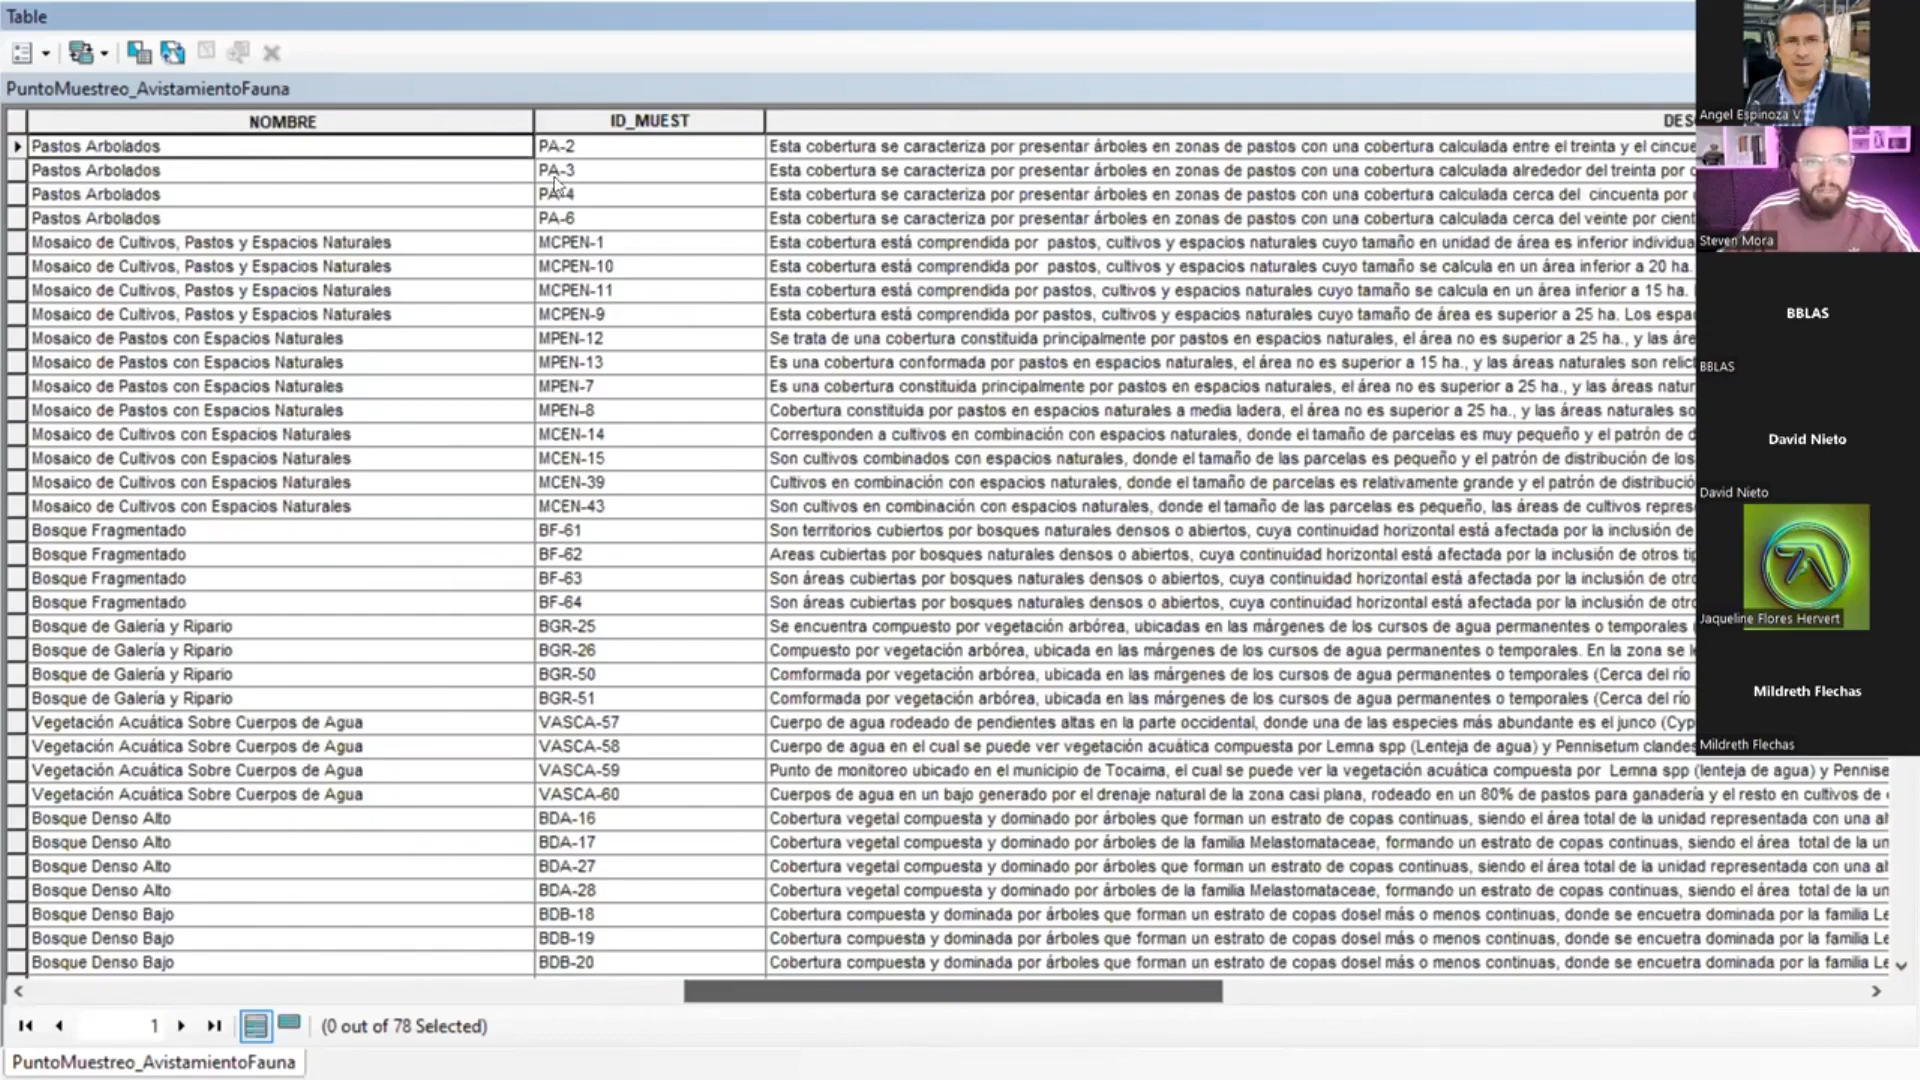 Table
PuntoMuestreo_AvistamientoFauna
NOMBRE ID_MUEST
Pastos Arbolados PA-2 Esta cobertura se caracteriza por presentar árboles en zonas de pastos con una cobertura calculada entre el treinta y el
Pastos Arbolados PA-3 Esta cobertura se caracteriza por presentar árboles en zonas de pastos con una cobertura calculada alrededor del treinta por
Pastos Arbolados PA-4 Esta cobertura se caracteriza por presentar árboles en zonas de pastos con una cobertura calculada cerca del cincuenta por
Pastos Arbolados PA-6 Esta cobertura se caracteriza por presentar árboles en zonas de pastos con una cobertura calculada cerca del veinte por
Mosaico de Cultivos, Pastos y Espacios Naturales MCPEN-1 Esta cobertura está comprendida por pastos, cultivos y espacios naturales cuyo tamaño en unidad de área es inferior
Mosaico de Cultivos, Pastos y Espacios Naturales MCPEN-10 Esta cobertura está comprendida por pastos, cultivos y espacios naturales cuyo tamaño se calcula en un área inferior a 20 ha.
Mosaico de Cultivos, Pastos y Espacios Naturales MCPEN-11 Esta cobertura está comprendida por pastos, cultivos y espacios naturales cuyo tamaño se calcula en un área inferior a 15 ha.
Mosaico de Cultivos, Pastos y Espacios Naturales MCPEN-9 Esta cobertura está comprendida por pastos, cultivos y espacios naturales cuyo tamaño de área es superior a 25 ha. Los
Mosaico de Pastos con Espacios Naturales MPEN-12 Se trata de una cobertura constituida principalmente por pastos en espacios naturales, el área no es superior a 25 ha., y las
Mosaico de Pastos con Espacios Naturales MPEN-13 Es una cobertura conformada por pastos en espacios naturales, el área no es superior a 15 ha., y las áreas naturales son
Mosaico de Pastos con Espacios Naturales MPEN-7 Es una cobertura constituida principalmente por pastos en espacios naturales, el área no es superior a 25 ha., y las áreas
Mosaico de Pastos con Espacios Naturales MPEN-8 Cobertura constituida por pastos en espacios naturales a media ladera, el área no es superior a 25 ha., y las áreas naturales
Mosaico de Cultivos con Espacios Naturales MCEN-14 Corresponden a cultivos en combinación con espacios naturales, donde el tamaño de parcelas es muy pequeño y el patrón de
Mosaico de Cultivos con Espacios Naturales MCEN-15 Son cultivos combinados con espacios naturales, donde el tamaño de las parcelas es pequeño y el patrón de distribución de los
Mosaico de Cultivos con Espacios Naturales MCEN-39 Cultivos en combinación con espacios naturales, donde el tamaño de parcelas es relativamente grande y el patrón de
Mosaico de Cultivos con Espacios Naturales MCEN-43 Son cultivos en combinación con espacios naturales, donde el tamaño de las parcelas es pequeño, las áreas de cultivos
Bosque Fragmentado BF-61 Son territorios cubiertos por bosques naturales densos o abiertos, cuya continuidad horizontal está afectada por la inclusión de
Bosque Fragmentado BF-62 Areas cubiertas por bosques naturales densos o abiertos, cuya continuidad horizontal está afectada por la inclusión de otros
Bosque Fragmentado BF-63 Son áreas cubiertas por bosques naturales densos o abiertos, cuya continuidad horizontal está afectada por la inclusión de
Bosque Fragmentado BF-64 Son áreas cubiertas por bosques naturales densos o abiertos, cuya continuidad horizontal está afectada por la inclusión de
Bosque de Galería y Ripario BGR-25 Se encuentra compuesto por vegetación arbórea, ubicadas en las márgenes de los cursos de agua permanentes o temporales
Bosque de Galería y Ripario BGR-26 Compuesto por vegetación arbórea, ubicada en las márgenes de los cursos de agua permanentes o temporales. En la zona se
Bosque de Galería y Ripario BGR-50 Comformada por vegetación arbórea, ubicada en las márgenes de los cursos de agua permanentes o temporales (Cerca del río
Bosque de Galería y Ripario BGR-51 Comformada por vegetación arbórea, ubicada en las márgenes de los cursos de agua permanentes o temporales (Cerca del río
Vegetación Acuática Sobre Cuerpos de Agua VASCA-57 Cuerpo de agua rodeado de pendientes altas en la parte occidental, donde una de las especies más abundante es el junco (Cyp
Vegetación Acuática Sobre Cuerpos de Agua VASCA-58 Cuerpo de agua en el cual se puede ver vegetación acuática compuesta por Lemna spp (Lenteja de agua) y Pennisetum clandes
Vegetación Acuática Sobre Cuerpos de Agua VASCA-59 Punto de monitoreo ubicado en el municipio de Tocaima, el cual se puede ver la vegetación acuática compuesta por Lemna spp (lenteja de agua) y Pennise
Vegetación Acuática Sobre Cuerpos de Agua VASCA-60 Cuerpos de agua en un bajo generado por el drenaje natural de la zona casi plana, rodeado en un 80% de pastos para ganadería y el resto en cultivos de
Bosque Denso Alto BDA-16 Cobertura vegetal compuesta y dominado por árboles que forman un estrato de copas continuas, siendo el área total de la unidad representada con una
Bosque Denso Alto BDA-17 Cobertura vegetal compuesta y dominado por árboles de la familia Melastomataceae, formando un estrato de copas continuas, siendo el área total de la
Bosque Denso Alto BDA-27 Cobertura vegetal compuesta y dominado por árboles que forman un estrato de copas continuas, siendo el área total de la unidad representada con una
Bosque Denso Alto BDA-28 Cobertura vegetal compuesta y dominado por árboles de la familia Melastomataceae, formando un estrato de copas continuas, siendo el área total de la
Bosque Denso Bajo BDB-18 Cobertura compuesta y dominada por árboles que forman un estrato de copas dosel más o menos continuas, donde se encuetra dominada por la familia Le
Bosque Denso Bajo BDB-19 Cobertura compuesta y dominada por árboles que forman un estrato de copas dosel más o menos continuas, donde se encuetra dominada por la familia Le
Bosque Denso Bajo BDB-20 Cobertura compuesta y dominada por árboles que forman un estrato de copas dosel más o menos continuas, donde se encuetra dominada por la familia Le
1 (0 out of 78 Selected)
PuntoMuestreo_AvistamientoFauna
Angel Espinoza V
Steven Mora
BBLAS
BBLAS
David Nieto
David Nieto
Jaqueline Flores Hervert
Mildreth Flechas
Mildreth Flechas